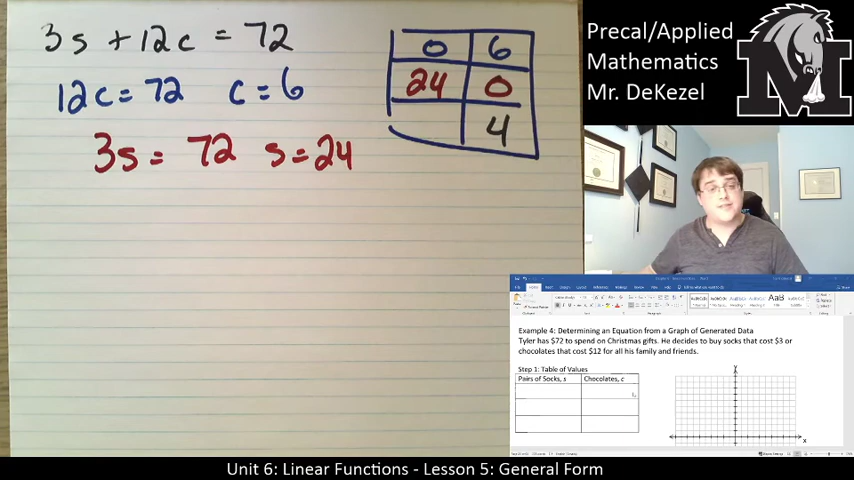 3s + 12c = 72
12c = 72 c = 6
3s = 72 s = 24
0 6
24 0
4
Precal/Applied
Mathematics
Mr. DeKezel
Example 4: Determining an Equation from a Graph of Generated Data
Tyler has $72 to spend on Christmas gifts. He decides to buy socks that cost $3 or
chocolates that cost $12 for all his family and friends.
Step 1: Table of Values
Pairs of Socks, s Chocolates, c
y
x
Unit 6: Linear Functions - Lesson 5: General Form